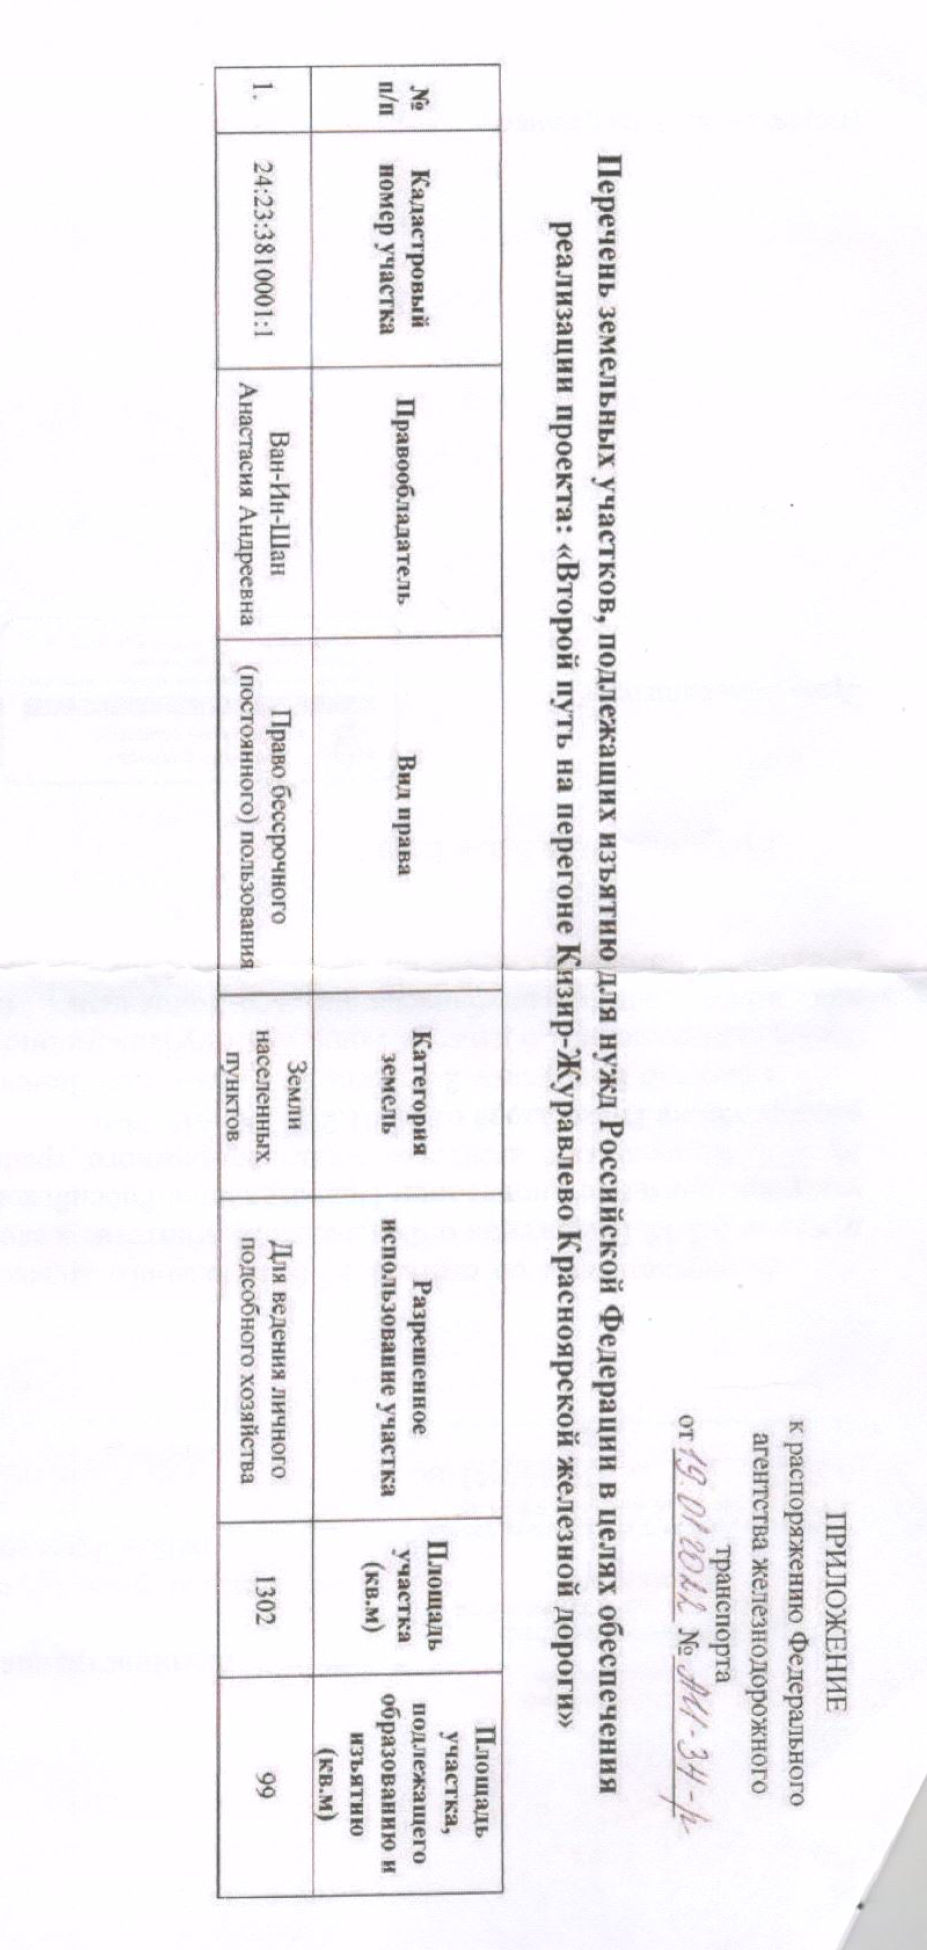 ПРИЛОЖЕНИЕ
к распоряжению Федерального
агентства железнодорожного
транспорта
от 19.01.2022 № АИ-34-р
Перечень земельных участков, подлежащих изъятию для нужд Российской Федерации в целях обеспечения
реализации проекта: «Второй путь на перегоне Кизир-Журавлево Красноярской железной дороги»
№
п/п
Кадастровый
номер участка
Правообладатель
Вид права
Категория
земель
Разрешенное
использование участка
Площадь
участка
(кв.м)
Площадь
участка,
подлежащего
образованию и
изъятию
(кв.м)
1.
24:23:3810001:1
Ван-Ин-Шан
Анастасия Андреевна
Право бессрочного
(постоянного) пользования
Земли
населенных
пунктов
Для ведения личного
подсобного хозяйства
1302
99